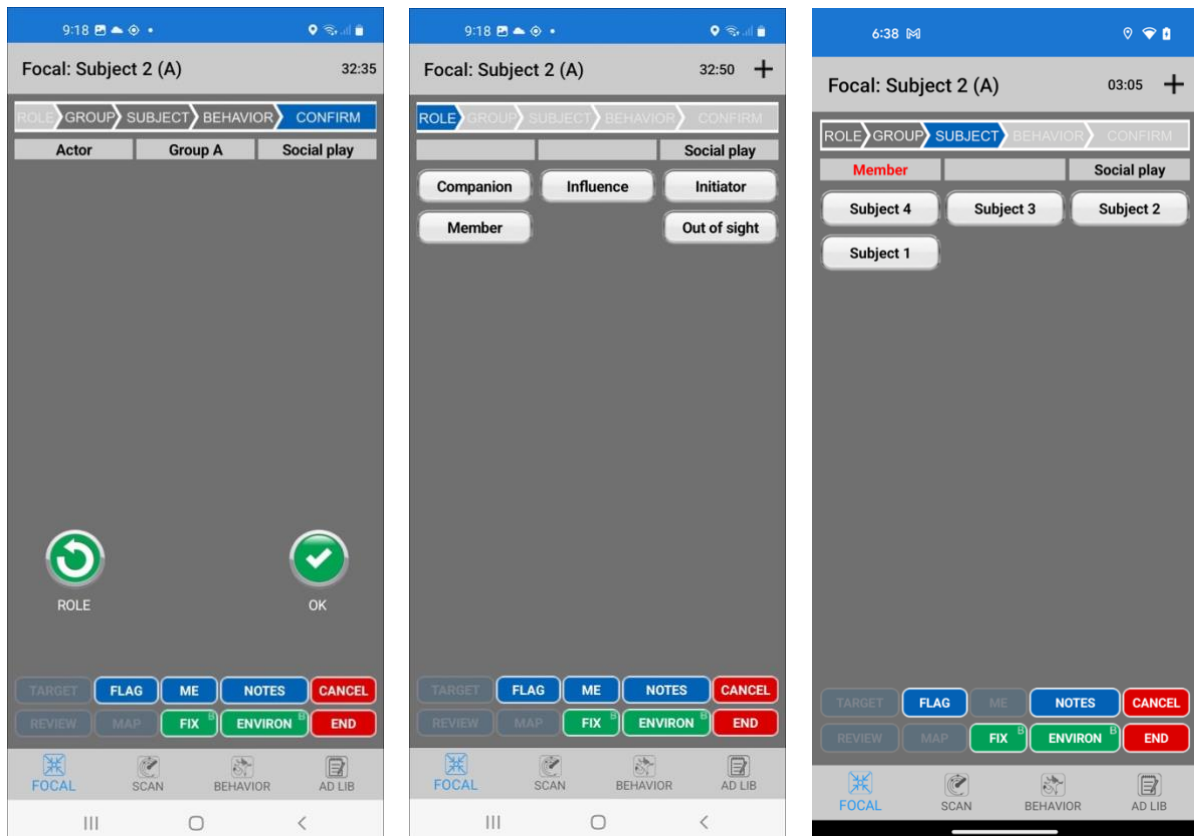 9:18
Focal: Subject 2 (A) 32:35
ROLE GROUP SUBJECT BEHAVIOR CONFIRM
Actor Group A Social play
ROLE OK
TARGET FLAG ME NOTES CANCEL
REVIEW MAP FIX B ENVIRON B END
FOCAL SCAN BEHAVIOR AD LIB
9:18
Focal: Subject 2 (A) 32:50 +
ROLE GROUP SUBJECT BEHAVIOR CONFIRM
Social play
Companion Influence Initiator
Member Out of sight
TARGET FLAG ME NOTES CANCEL
REVIEW MAP FIX B ENVIRON B END
FOCAL SCAN BEHAVIOR AD LIB
6:38
Focal: Subject 2 (A) 03:05 +
ROLE GROUP SUBJECT BEHAVIOR CONFIRM
Member Social play
Subject 4 Subject 3 Subject 2
Subject 1
TARGET FLAG ME NOTES CANCEL
REVIEW MAP FIX B ENVIRON B END
FOCAL SCAN BEHAVIOR AD LIB